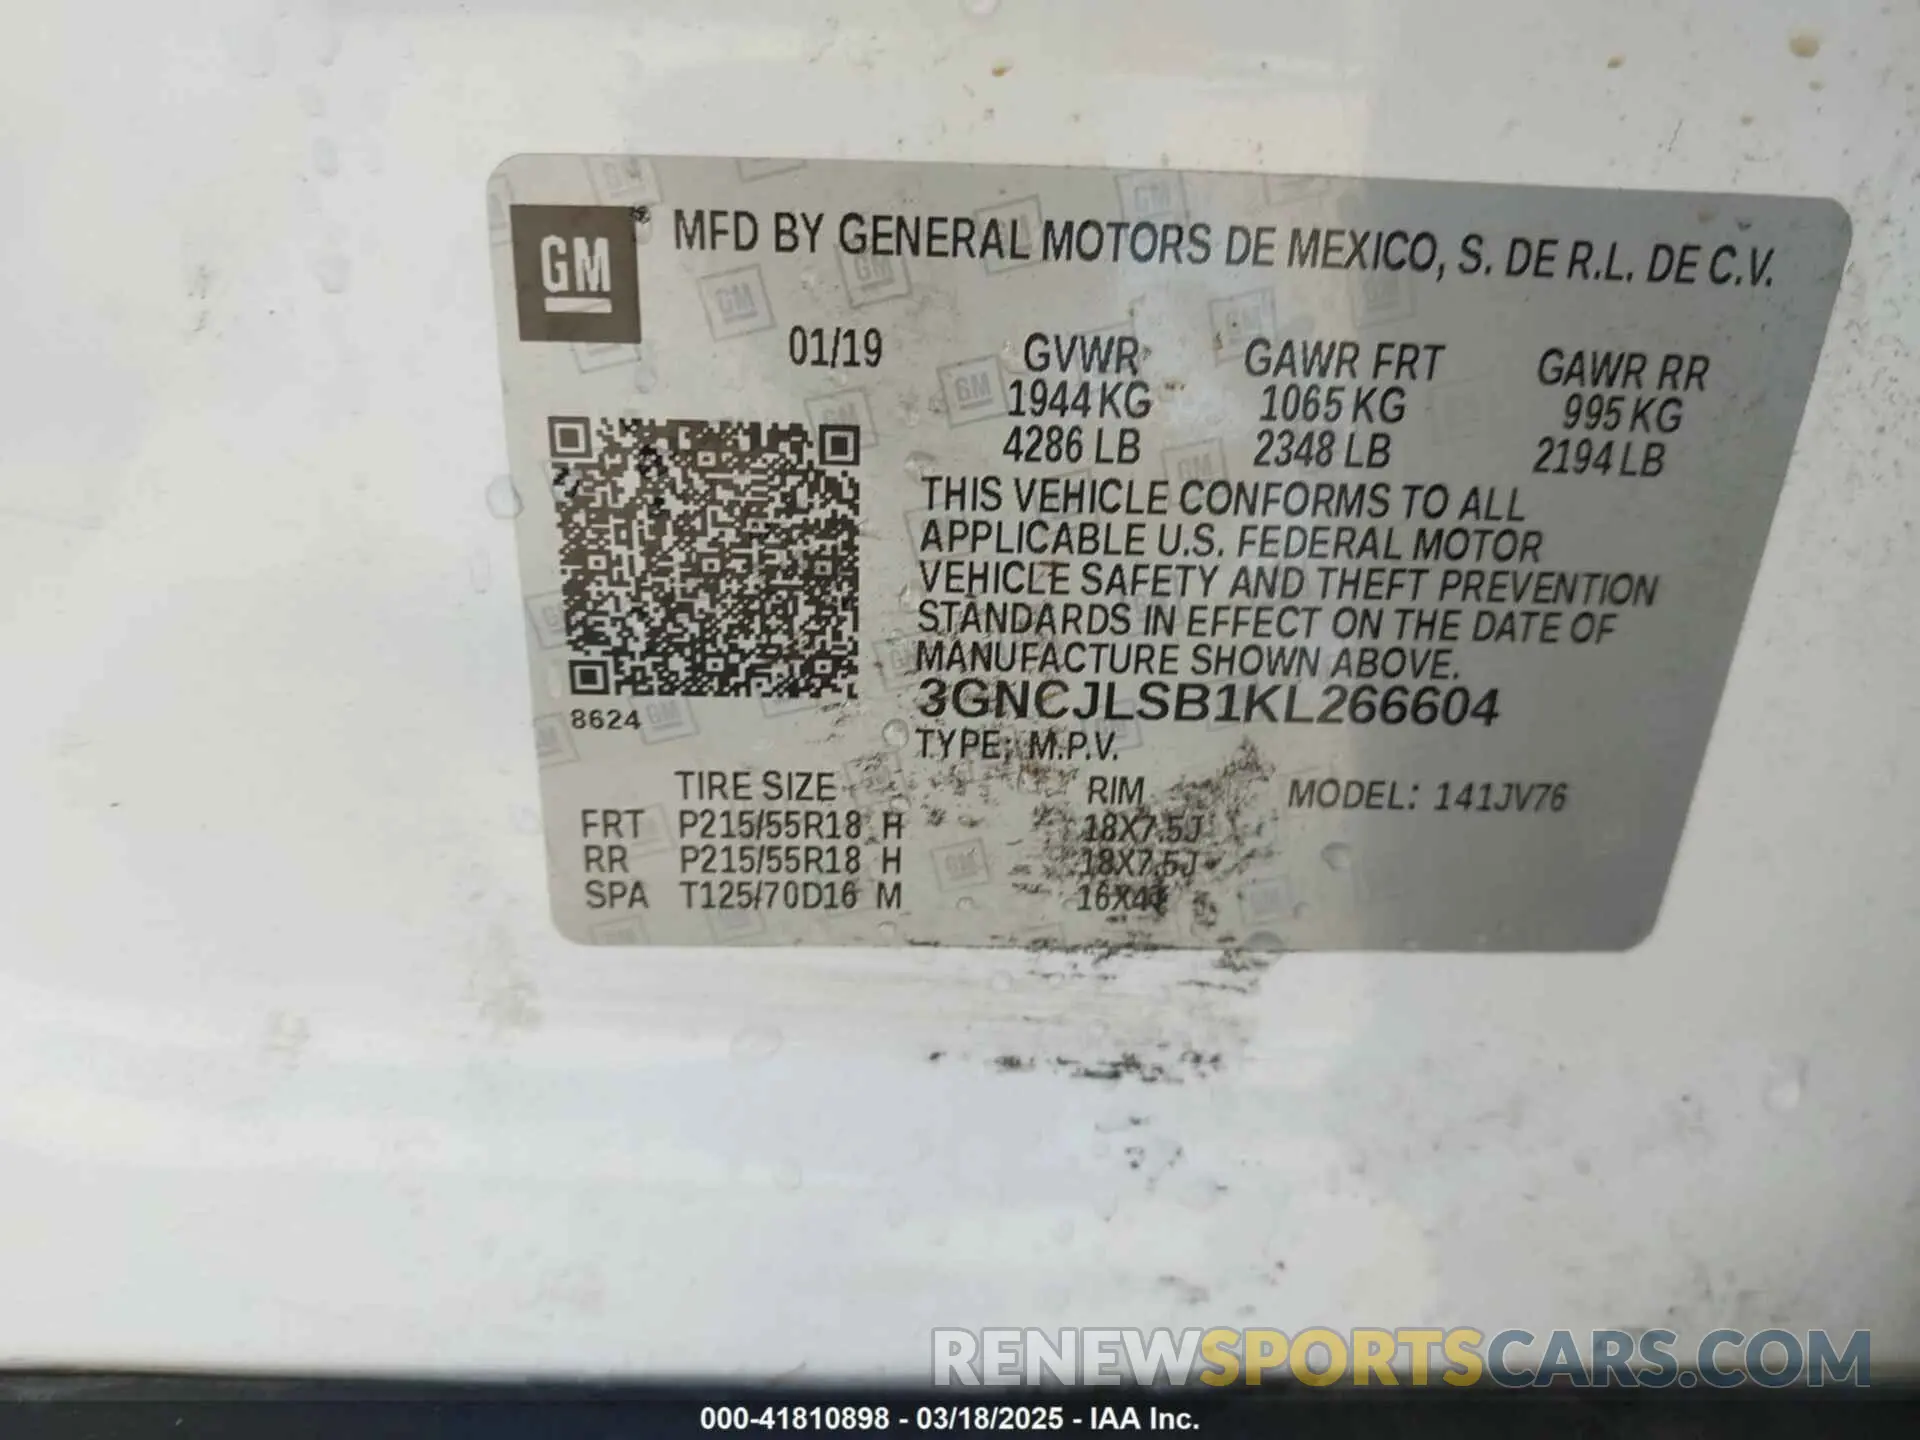 GM® MFD BY GENERAL MOTORS DE MEXICO, S. DE R.L. DE C.V.
01/19 GVWR GAWR FRT GAWR RR
1944 KG 1065 KG 995 KG
4286 LB 2348 LB 2194 LB
THIS VEHICLE CONFORMS TO ALL
APPLICABLE U.S. FEDERAL MOTOR
VEHICLE SAFETY AND THEFT PREVENTION
STANDARDS IN EFFECT ON THE DATE OF
MANUFACTURE SHOWN ABOVE.
3GNCJLSB1KL266604
8624
TYPE: M.P.V.
TIRE SIZE RIM MODEL: 141JV76
FRT P215/55R18 H 18X7.5J
RR P215/55R18 H 18X7.5J
SPA T125/70D16 M
RENEWSPORTSCARS.COM
000-41810898 - 03/18/2025 - IAA Inc.